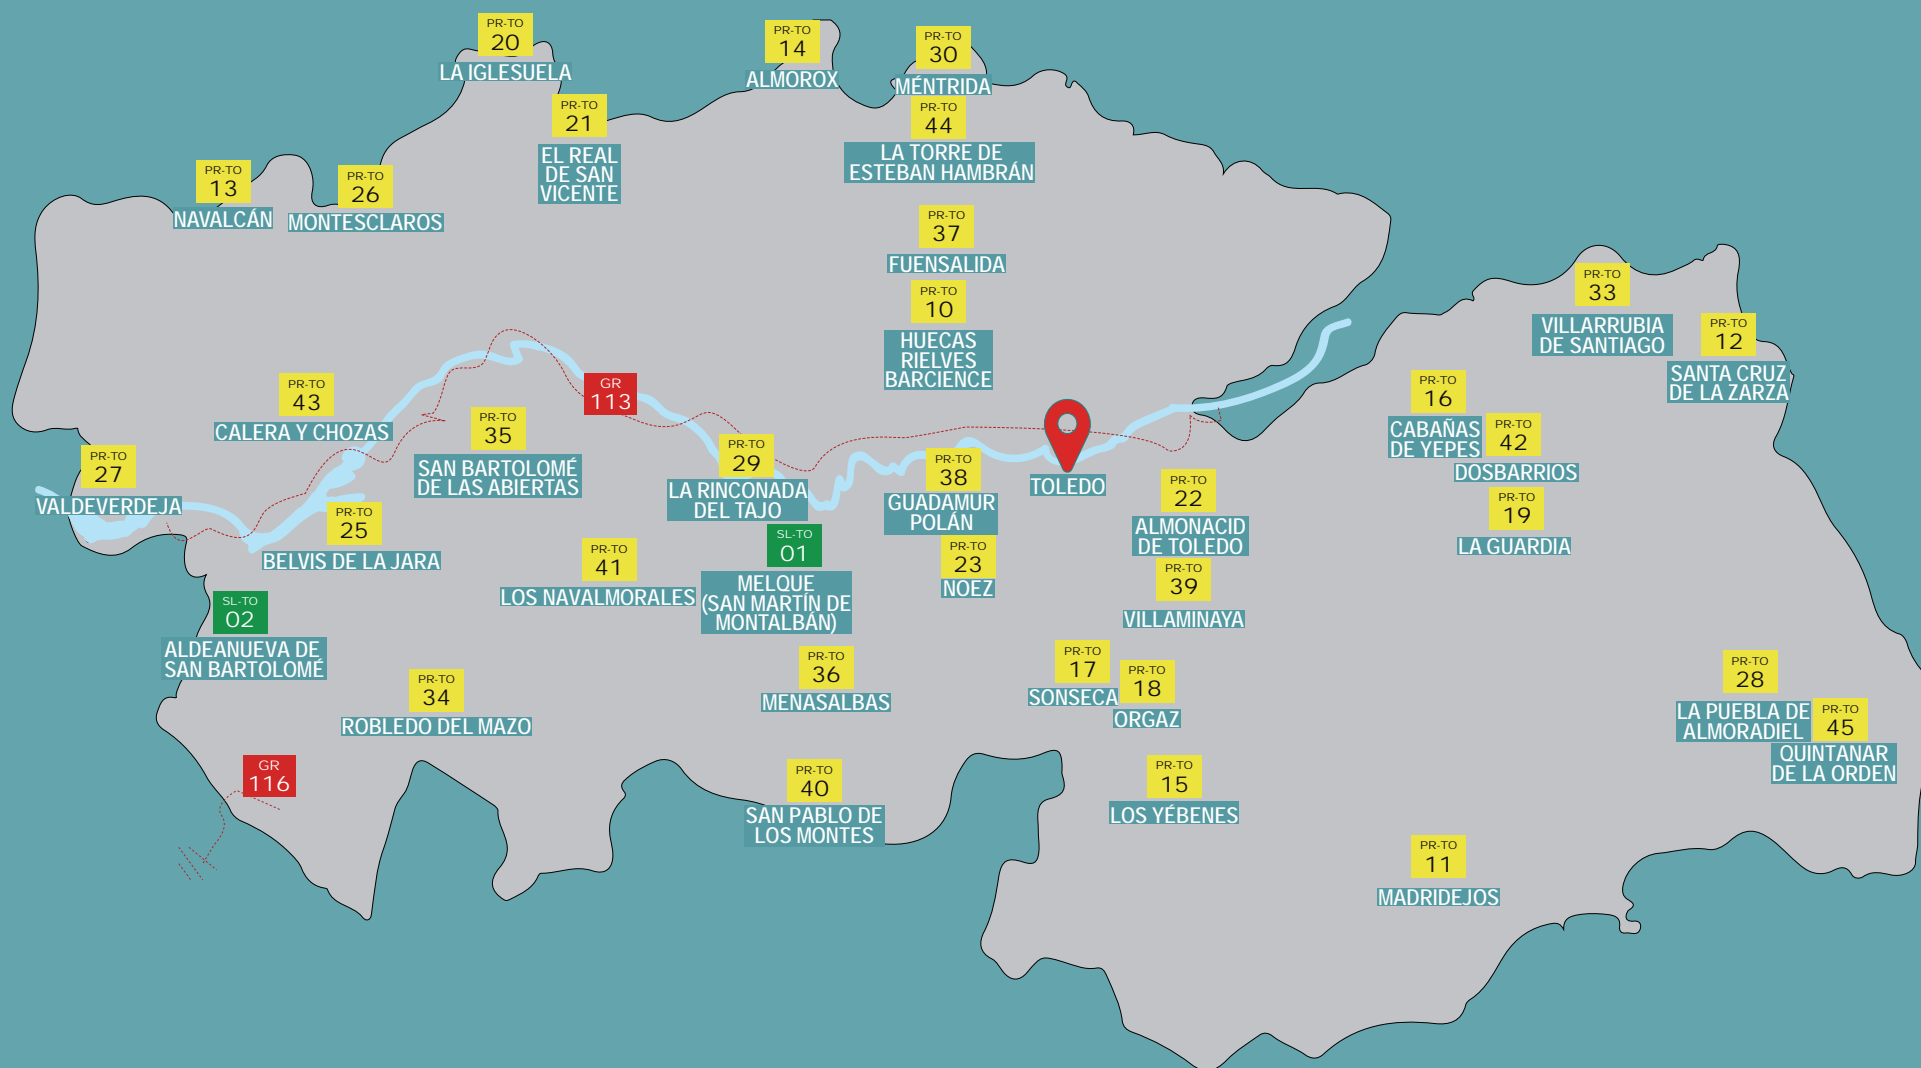 PR-TO
20
LA IGLESUELA
PR-TO
14
ALMOROX
PR-TO
30
MÉNTRIDA
PR-TO
21
EL REAL
DE SAN
VICENTE
PR-TO
44
LA TORRE DE
ESTEBAN HAMBRÁN
PR-TO
13
NAVALCÁN
PR-TO
26
MONTESCLAROS
PR-TO
37
FUENSALIDA
PR-TO
10
HUECAS
RIELVES
BARCIENCE
PR-TO
33
VILLARRUBIA
DE SANTIAGO
PR-TO
12
SANTA CRUZ
DE LA ZARZA
PR-TO
43
CALERA Y CHOZAS
GR
113
PR-TO
35
SAN BARTOLOMÉ
DE LAS ABIERTAS
PR-TO
16
CABAÑAS
DE YEPES
PR-TO
42
DOSBARRIOS
PR-TO
27
VALDEVERDEJA
PR-TO
29
LA RINCONADA
DEL TAJO
PR-TO
38
GUADAMUR
POLÁN
TOLEDO
PR-TO
22
ALMONACID
DE TOLEDO
PR-TO
19
LA GUARDIA
PR-TO
25
BELVIS DE LA JARA
PR-TO
41
LOS NAVALMORALES
SL-TO
01
MELQUE
(SAN MARTÍN DE
MONTALBÁN)
PR-TO
23
NOEZ
PR-TO
39
VILLAMINAYA
SL-TO
02
ALDEANUEVA DE
SAN BARTOLOMÉ
PR-TO
34
ROBLEDO DEL MAZO
PR-TO
36
MENASALBAS
PR-TO
17
SONSECA
PR-TO
18
ORGAZ
PR-TO
28
LA PUEBLA DE
ALMORADIEL
PR-TO
45
QUINTANAR
DE LA ORDEN
GR
116
PR-TO
40
SAN PABLO DE
LOS MONTES
PR-TO
15
LOS YÉBENES
PR-TO
11
MADRIDEJOS